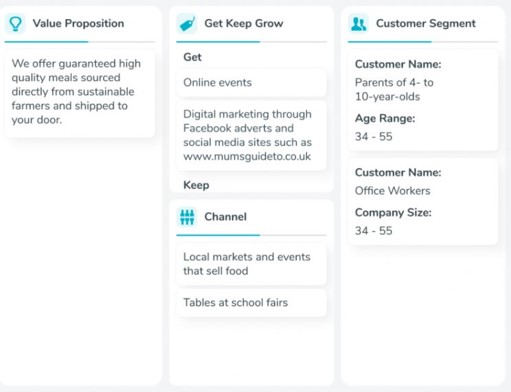 Value Proposition
We offer guaranteed high
quality meals sourced
directly from sustainable
farmers and shipped to
your door.
Get Keep Grow
Get
Online events
Digital marketing through
Facebook adverts and
social media sites such as
www.mumsguideto.co.uk
Keep
Channel
Local markets and events
that sell food
Tables at school fairs
Customer Segment
Customer Name:
Parents of 4- to
10-year-olds
Age Range:
34 - 55
Customer Name:
Office Workers
Company Size:
34 - 55